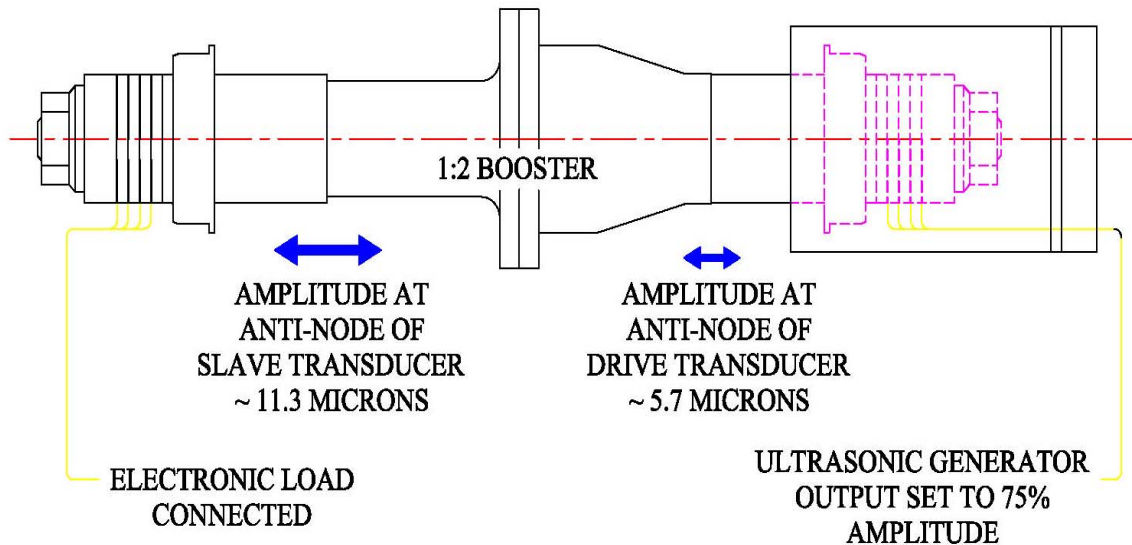 1:2 BOOSTER
AMPLITUDE AT
ANTI-NODE OF
SLAVE TRANSDUCER
~ 11.3 MICRONS
AMPLITUDE AT
ANTI-NODE OF
DRIVE TRANSDUCER
~ 5.7 MICRONS
ELECTRONIC LOAD
CONNECTED
ULTRASONIC GENERATOR
OUTPUT SET TO 75%
AMPLITUDE